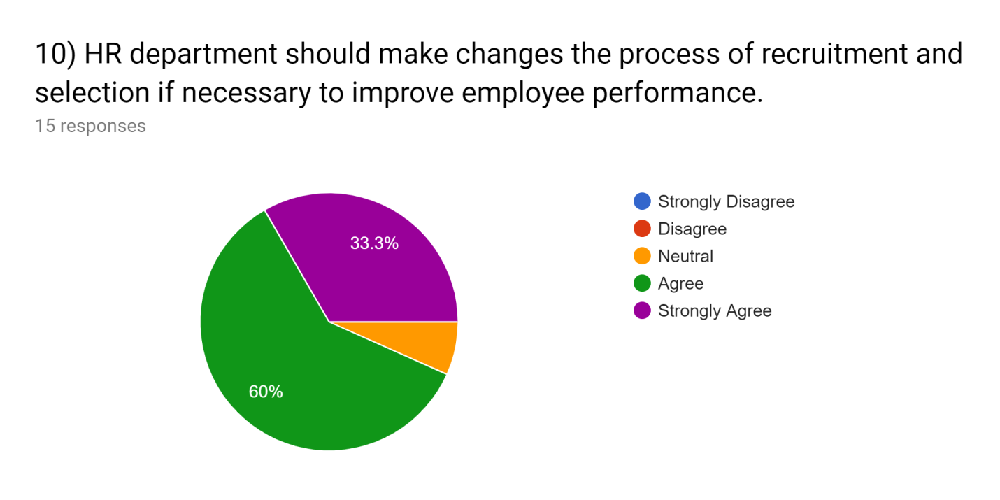 10) HR department should make changes the process of recruitment and
selection if necessary to improve employee performance.
15 responses
33.3%
60%
Strongly Disagree
Disagree
Neutral
Agree
Strongly Agree